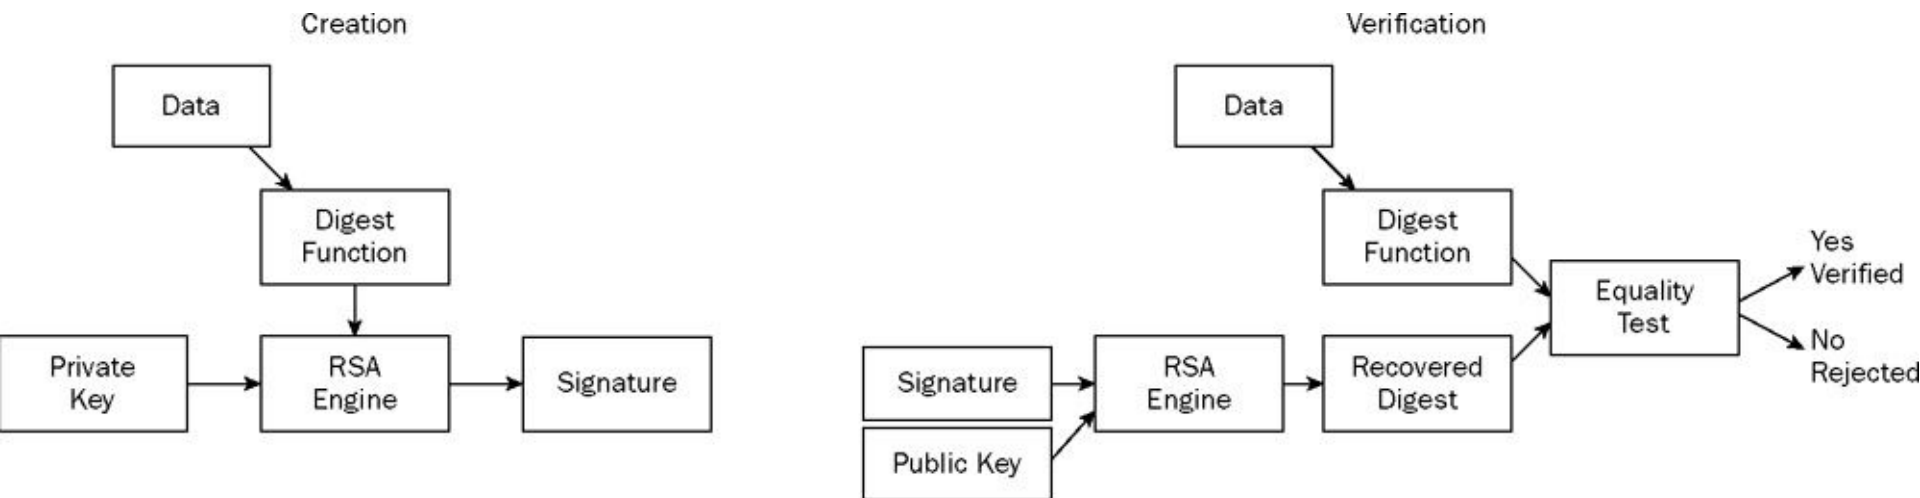 Creation
Data
Digest
Function
Private
Key
RSA
Engine
Signature
Verification
Data
Digest
Function
Signature
Public Key
RSA
Engine
Recovered
Digest
Equality
Test
Yes
Verified
No
Rejected